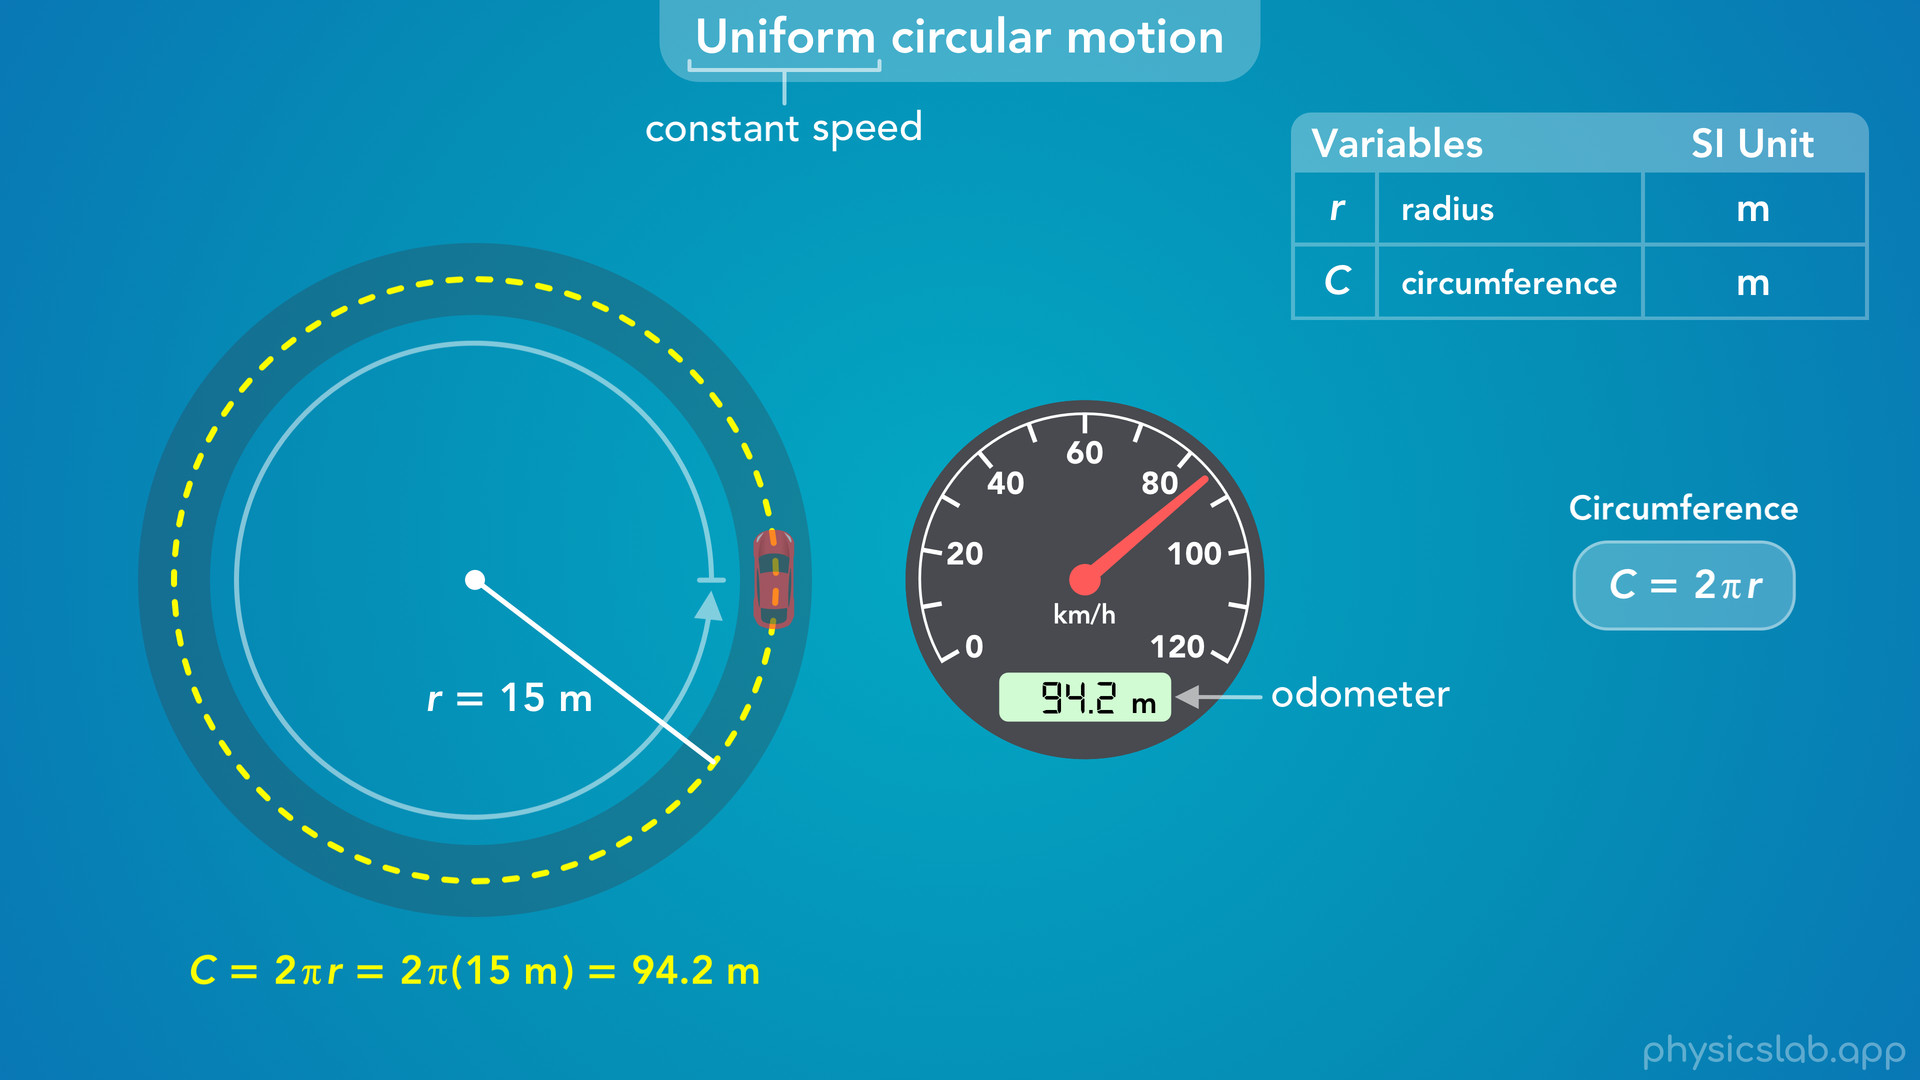 Uniform circular motion
constant speed
Variables SI Unit
r radius m
C circumference m
r = 15 m
0
20
40
60
80
100
120
km/h
94.2 m
odometer
Circumference
C = 2πr
C = 2πr = 2π(15 m) = 94.2 m
physicslab.app